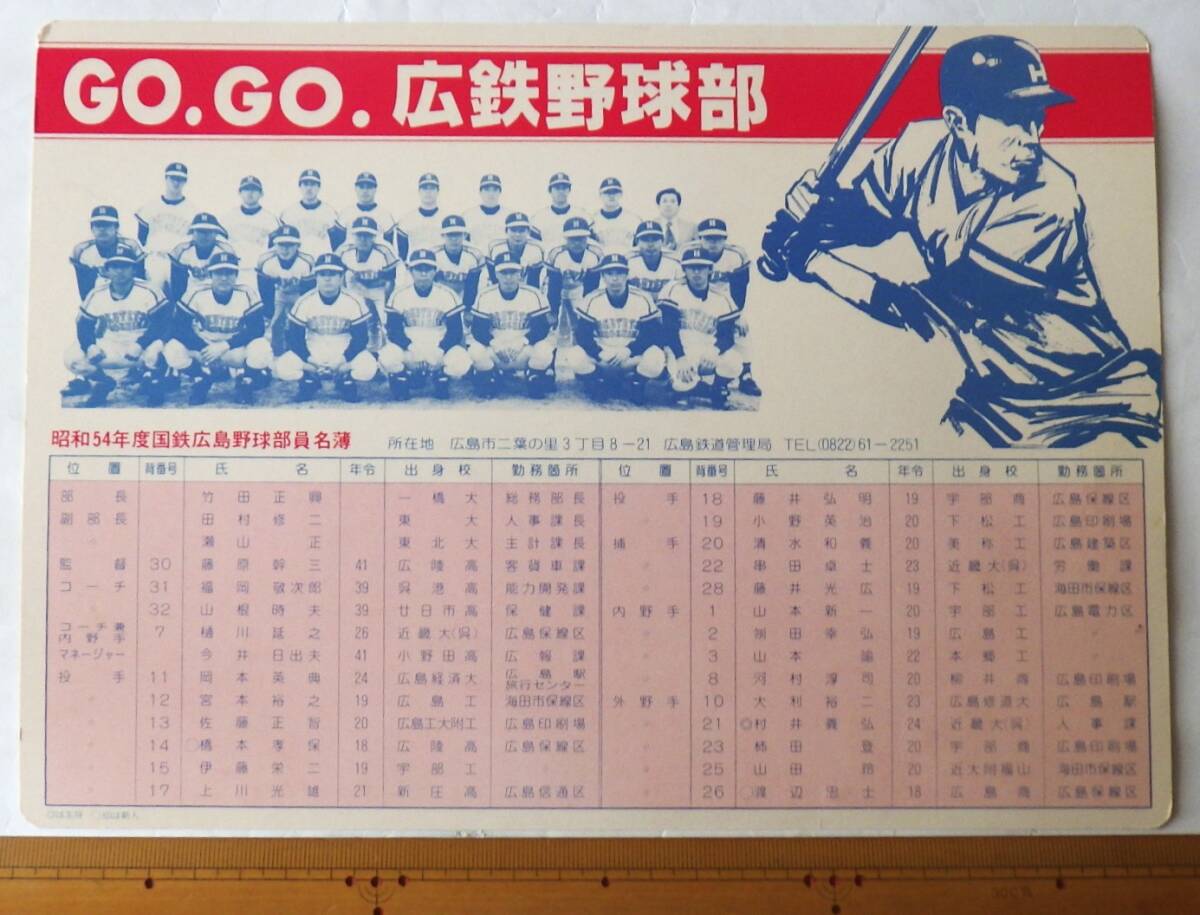 GO.GO.広鉄野球部
昭和54年度国鉄広島野球部員名薄
所在地 広島市二葉の里3丁目8-21 広島鉄道管理局 TEL(0822)61-2251
位置 背番号 氏名 年令 出身校 勤務箇所
部長 竹田正興 一橋大 総務部長
副部長 田村修二 東大 人事課長
〃 瀬山正 東北大 主計課長
監督 30 藤原幹三 41 広陵高 客貨車課
コーチ 31 福岡敬次郎 39 呉港高 能力開発課
32 山根時夫 39 廿日市高 保健課
コーチ兼内野手 7 樋川延之 26 近畿大(呉) 広島保線区
マネージャー 今井日出夫 41 小野田高 広報課
投手 11 岡本英典 24 広島経済大 広島駅旅行センター
〃 12 宮本裕之 19 広島工 海田市保線区
〃 13 佐藤正智 20 広島工大附工 広島印刷場
〃 14 ○橋本孝保 18 広陵高 広島保線区
〃 15 伊藤栄二 19 宇部工 〃
〃 17 上川光雄 21 新庄高 広島信通区
位置 背番号 氏名 年令 出身校 勤務箇所
投手 18 藤井弘明 19 宇部商 広島保線区
〃 19 小野英治 20 下松工 広島印刷場
捕手 20 清水和義 20 美祢工 広島建築区
〃 22 串田卓士 23 近畿大(呉) 労働課
〃 28 藤井光広 19 下松工 海田市保線区
内野手 1 山本新一 20 宇部工 広島電力区
〃 2 刎田幸弘 19 広島工 〃
〃 3 山本諭 22 本郷工 〃
〃 8 河村淳司 20 柳井商 広島印刷場
外野手 10 大利裕二 23 広島修道大 広島駅
〃 21 ◎村井義弘 24 近畿大(呉) 人事課
〃 23 柿田登 20 宇部商 広島印刷場
〃 25 山田 20 近大附福山 海田市保線区
〃 26 ○渡辺忠士 18 広島商 広島保線区
◎は主将 ○印は新人